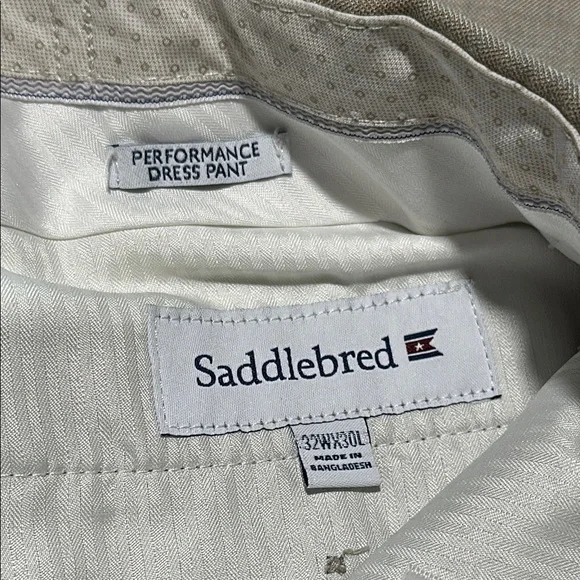 PERFORMANCE
DRESS PANT
Saddlebred
32WX30L
MADE IN
BANGLADESH